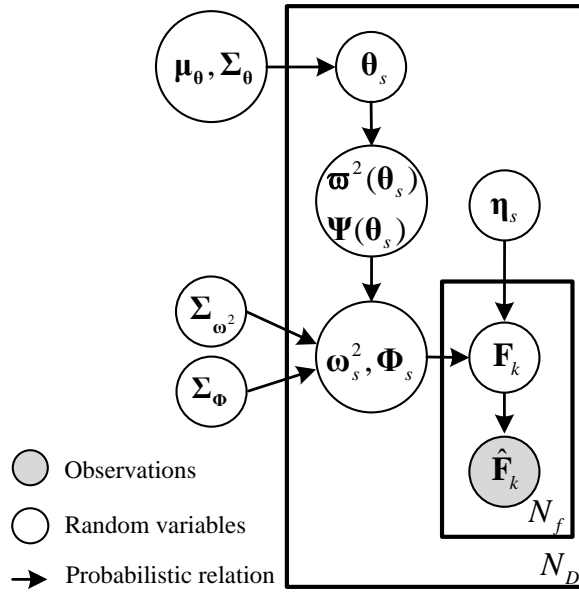 μ_θ, Σ_θ
θ_s
ϖ²(θ_s)
Ψ(θ_s)
η_s
Σ_ω²
ω_s², Φ_s
F_k
Σ_Φ
F̂_k
Observations
Random variables
N_f
Probabilistic relation
N_D